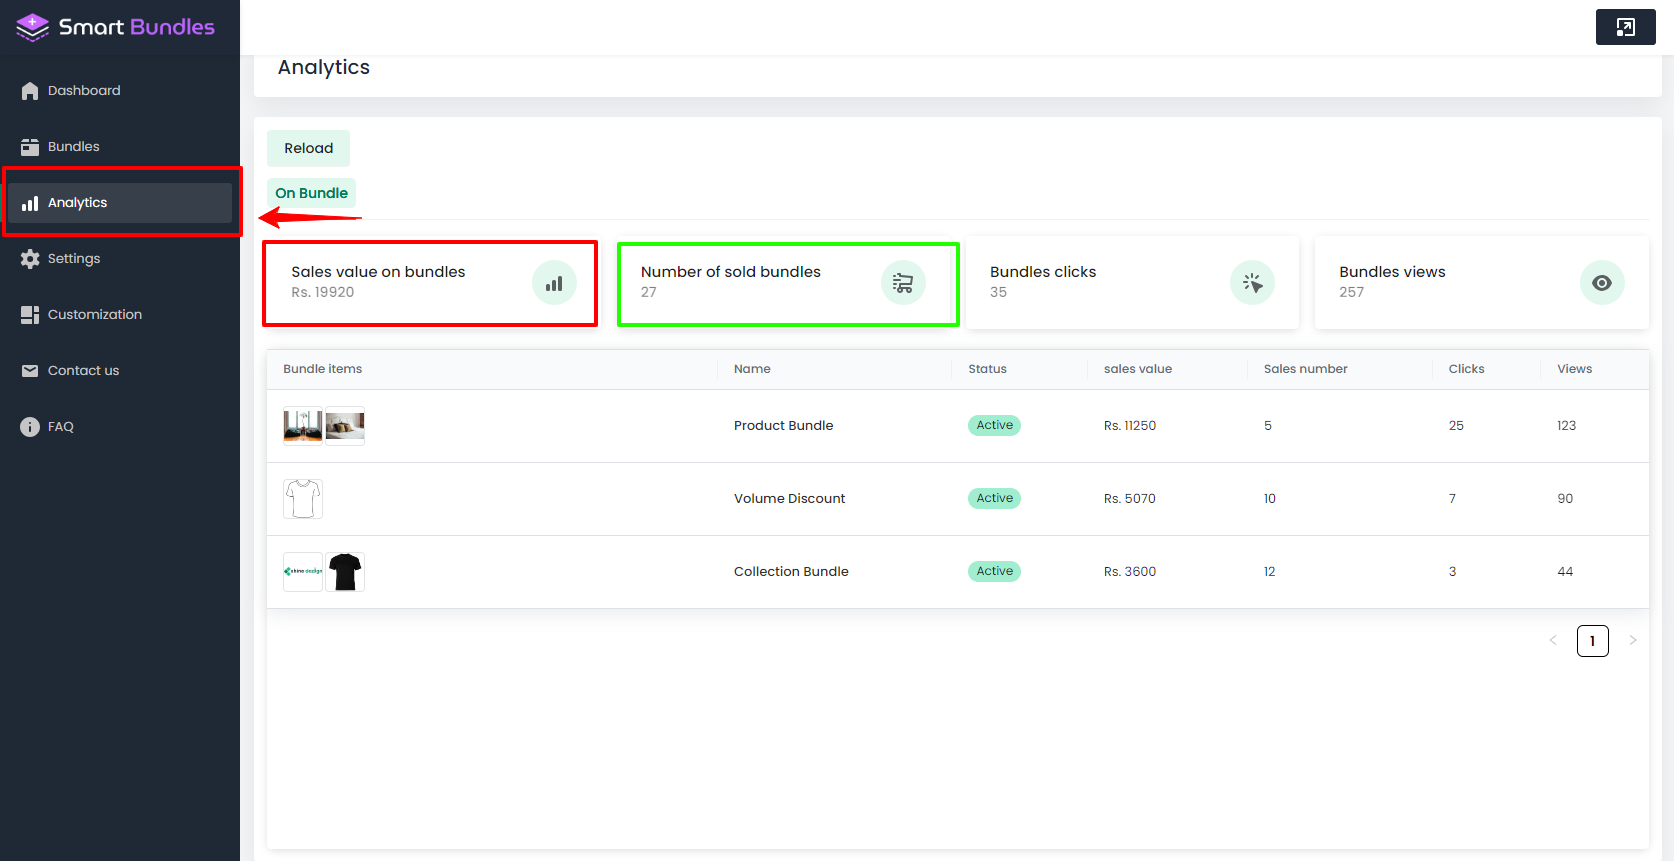 Smart Bundles
Dashboard
Bundles
Analytics
Settings
Customization
Contact us
FAQ
Analytics
Reload
On Bundle
Sales value on bundles
Rs. 19920
Number of sold bundles
27
Bundles clicks
35
Bundles views
257
Bundle items Name Status sales value Sales number Clicks Views
Product Bundle Active Rs. 11250 5 25 123
Volume Discount Active Rs. 5070 10 7 90
shine dezign Collection Bundle Active Rs. 3600 12 3 44
< 1 >